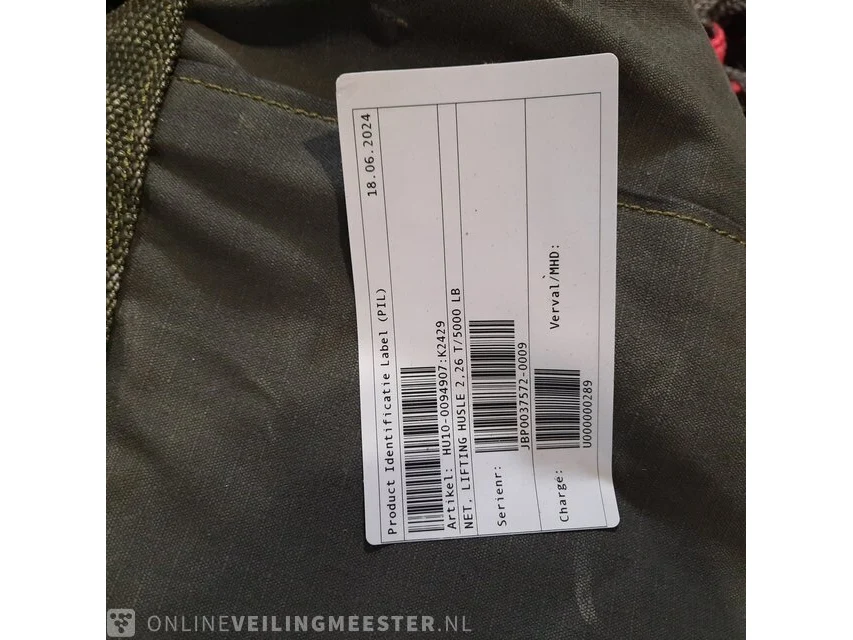 Product Identificatie Label (PIL) 18.06.2024
Artikel: HU10-0094907:K2429
NET, LIFTING HUSLE 2,26 T/5000 LB
Serienr: JBP0037572-0009
Charge: U000000289 Verval/MHD:
ONLINEVEILINGMEESTER.NL